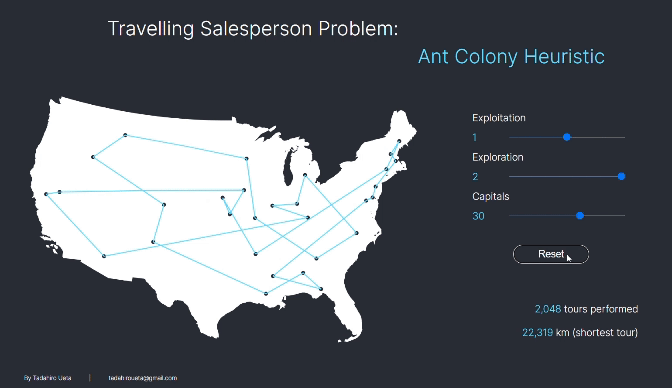 Travelling Salesperson Problem:
Ant Colony Heuristic
Exploitation
1
Exploration
2
Capitals
30
Reset
2,048 tours performed
22,319 km (shortest tour)
By Tadahiro Ueta | tadahiroueta@gmail.com